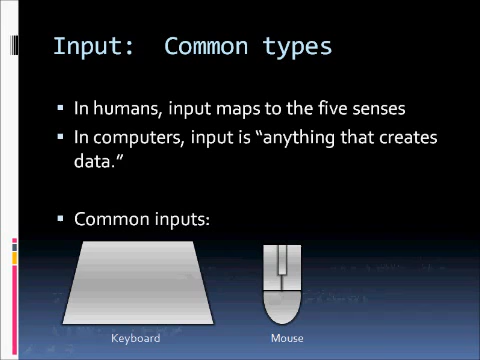 Input:  Common types
In humans, input maps to the five senses
In computers, input is “anything that creates
data.”
Common inputs:
Keyboard
Mouse